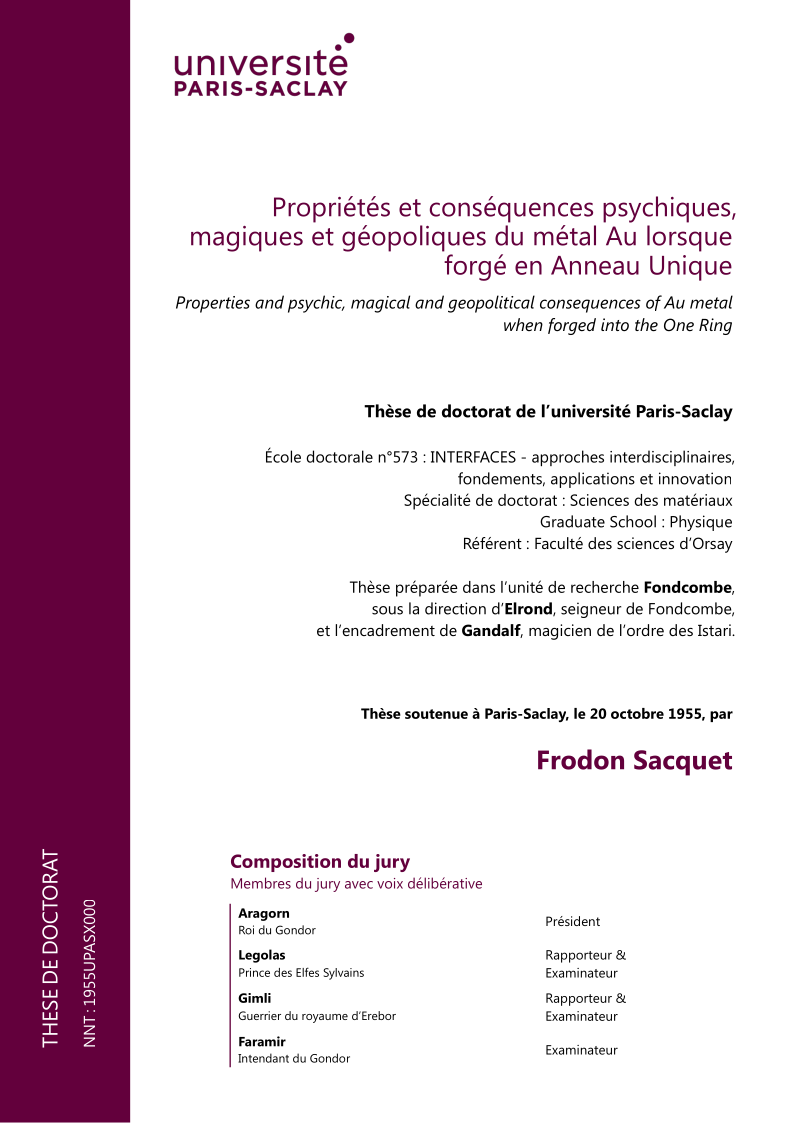 université
PARIS-SACLAY
Propriétés et conséquences psychiques,
magiques et géopoliques du métal Au lorsque
forgé en Anneau Unique
Properties and psychic, magical and geopolitical consequences of Au metal
when forged into the One Ring
Thèse de doctorat de l’université Paris-Saclay
École doctorale n°573 : INTERFACES - approches interdisciplinaires,
fondements, applications et innovation
Spécialité de doctorat : Sciences des matériaux
Graduate School : Physique
Référent : Faculté des sciences d’Orsay
Thèse préparée dans l’unité de recherche Fondcombe,
sous la direction d’Elrond, seigneur de Fondcombe,
et l’encadrement de Gandalf, magicien de l’ordre des Istari.
Thèse soutenue à Paris-Saclay, le 20 octobre 1955, par
Frodon Sacquet
THESE DE DOCTORAT
NNT : 1955UPASX000
Composition du jury
Membres du jury avec voix délibérative
Aragorn
Roi du Gondor
Président
Legolas
Prince des Elfes Sylvains
Rapporteur &
Examinateur
Gimli
Guerrier du royaume d’Erebor
Rapporteur &
Examinateur
Faramir
Intendant du Gondor
Examinateur